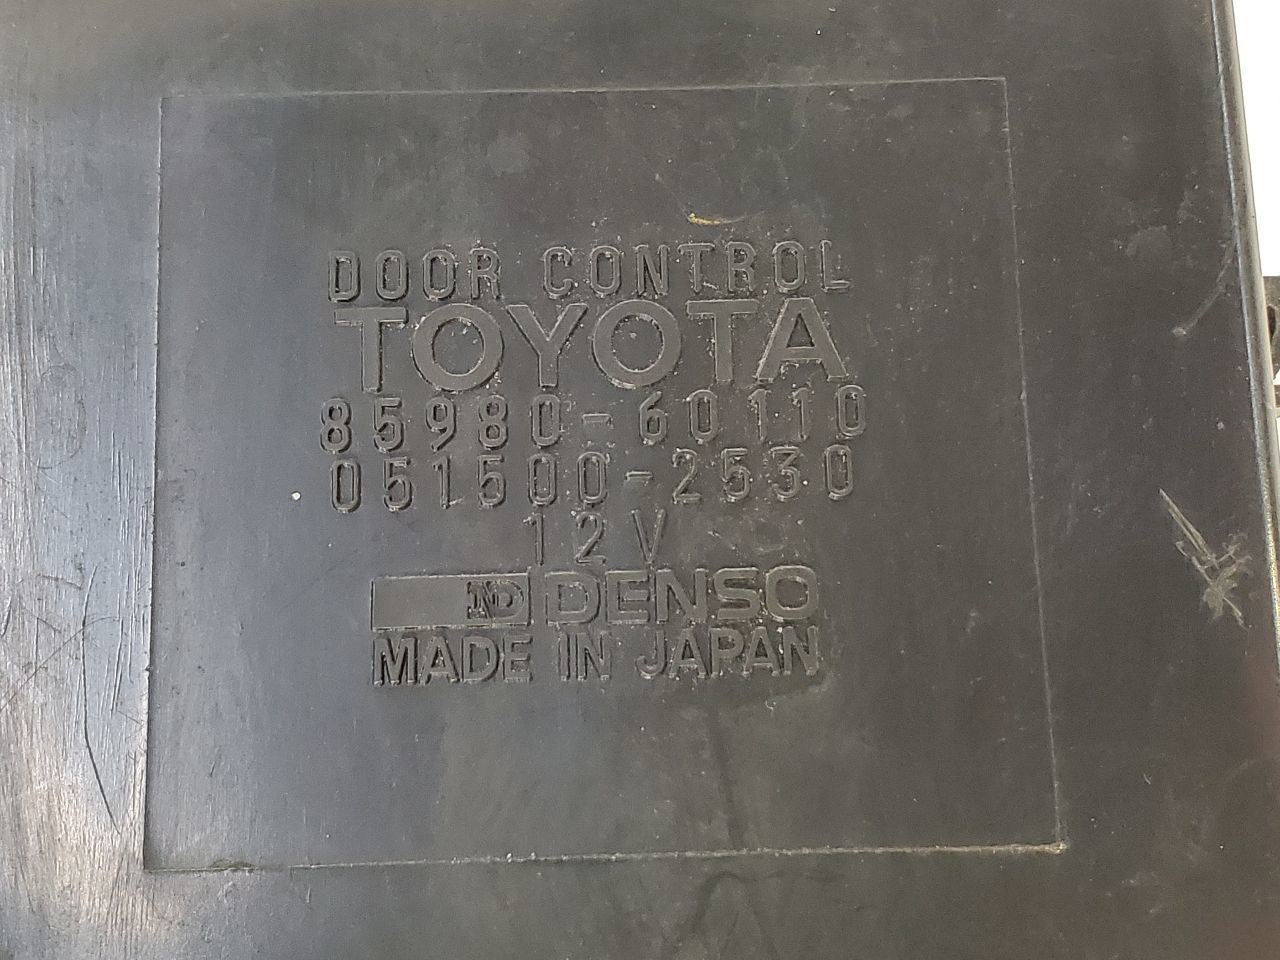 DOOR CONTROL
TOYOTA
85980-60110
051500-2530
12V
ND DENSO
MADE IN JAPAN